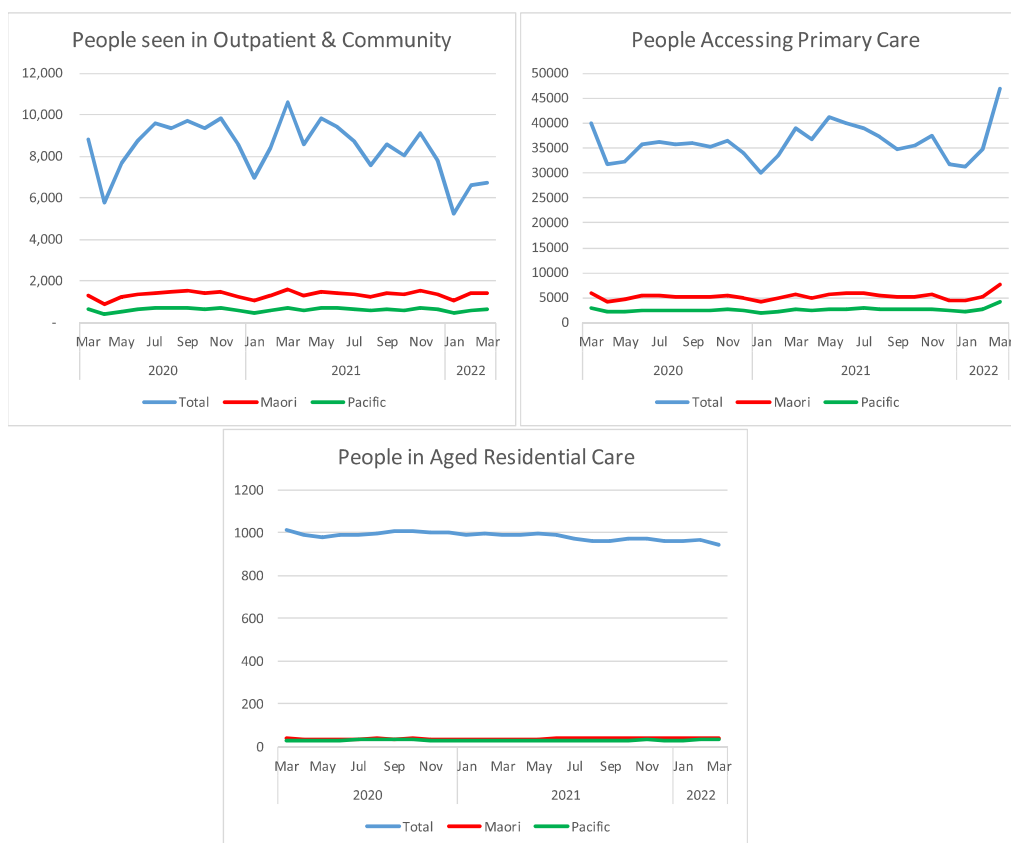 People seen in Outpatient & Community
12,000
10,000
8,000
6,000
4,000
2,000
-
Mar May Jul Sep Nov Jan Mar May Jul Sep Nov Jan Mar
2020 2021 2022
Total Maori Pacific
People Accessing Primary Care
50000
45000
40000
35000
30000
25000
20000
15000
10000
5000
0
Mar May Jul Sep Nov Jan Mar May Jul Sep Nov Jan Mar
2020 2021 2022
Total Maori Pacific
People in Aged Residential Care
1200
1000
800
600
400
200
0
Mar May Jul Sep Nov Jan Mar May Jul Sep Nov Jan Mar
2020 2021 2022
Total Maori Pacific